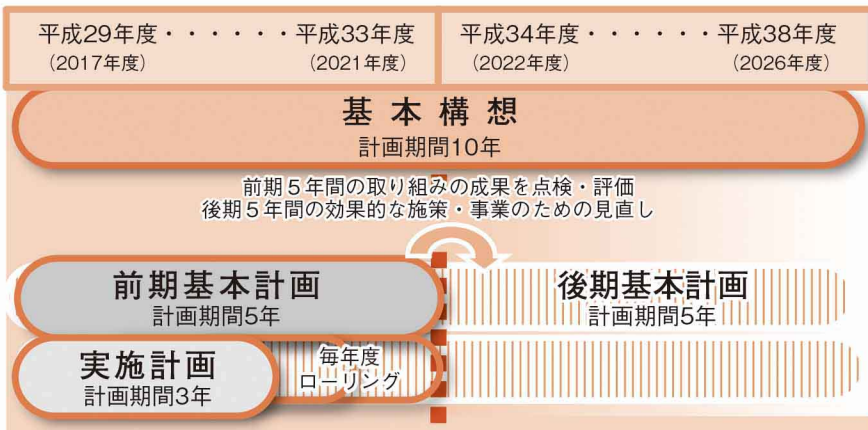 平成29年度・・・・・・平成33年度
(2017年度) (2021年度)
平成34年度・・・・・・平成38年度
(2022年度) (2026年度)
基本構想
計画期間10年
前期5年間の取り組みの成果を点検・評価
後期5年間の効果的な施策・事業のための見直し
前期基本計画
計画期間5年
後期基本計画
計画期間5年
実施計画
計画期間3年
毎年度
ローリング